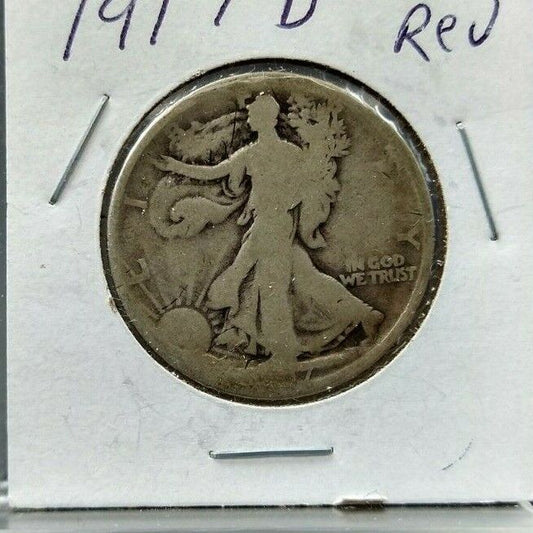 1917 D
Rev
IN GOD
WE TRUST